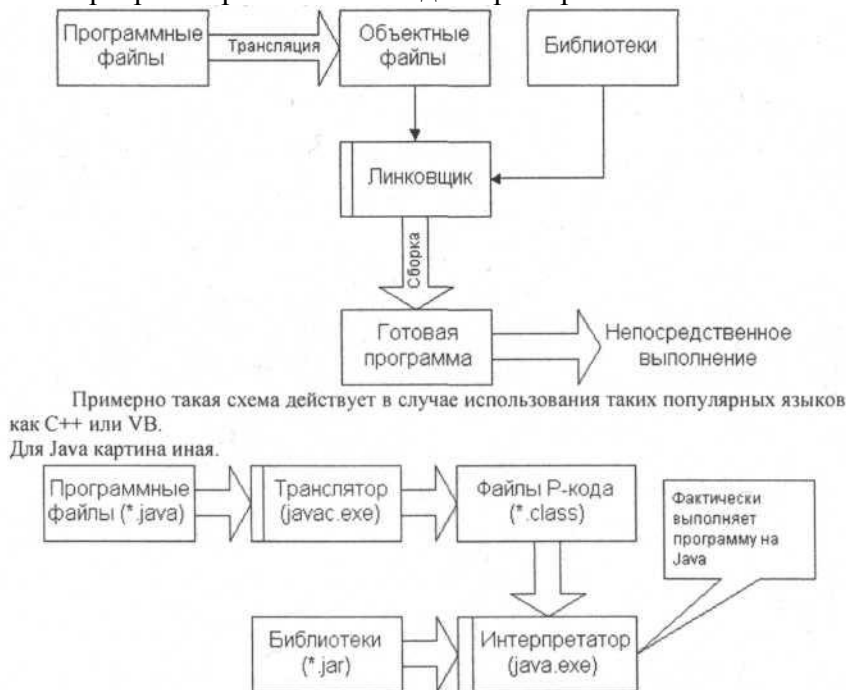 Программные
файлы
Трансляция
Объектные
файлы
Библиотеки
Линковщик
Сборка
Готовая
программа
Непосредственное
выполнение
Примерно такая схема действует в случае использования таких популярных языков
как C++ или VB.
Для Java картина иная.
Программные
файлы (*.java)
Транслятор
(javac.exe)
Файлы P-кода
(*.class)
Фактически
выполняет
программу на
Java
Библиотеки
(*.jar)
Интерпретатор
(java.exe)